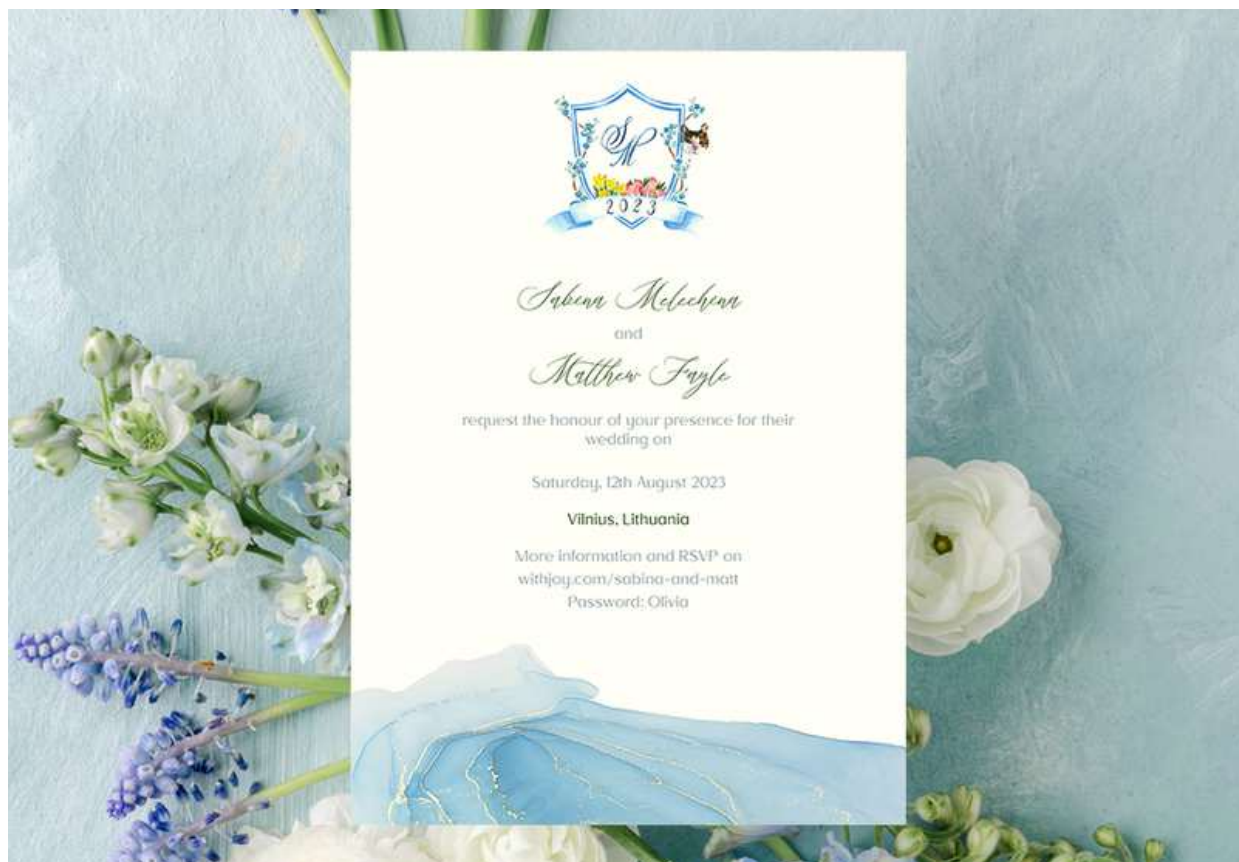 SM
2023
Sabina Melechina
and
Matthew Fayle
request the honour of your presence for their
wedding on
Saturday, 12th August 2023
Vilnius, Lithuania
More information and RSVP on
withjoy.com/sabina-and-matt
Password: Olivia